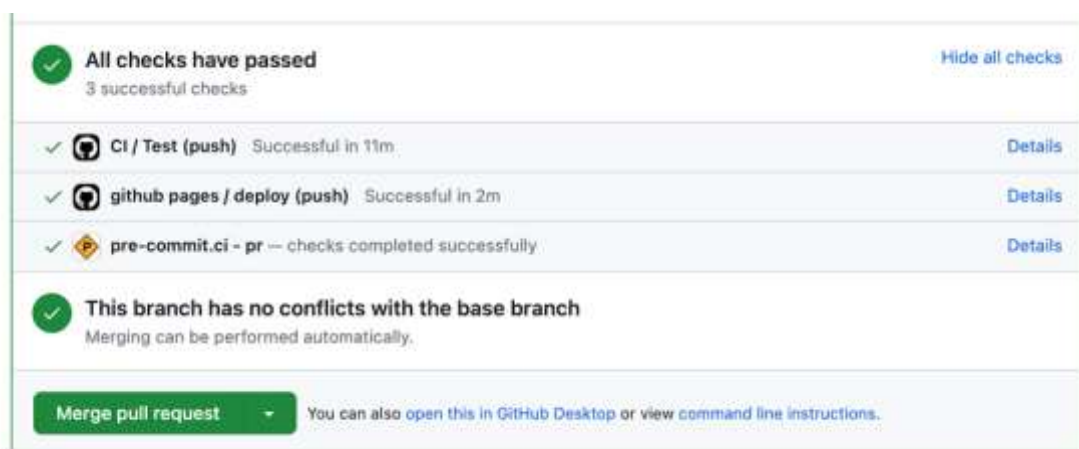 All checks have passed
Hide all checks
3 successful checks
CI / Test (push) Successful in 11m
Details
github pages / deploy (push) Successful in 2m
Details
pre-commit.ci - pr — checks completed successfully
Details
This branch has no conflicts with the base branch
Merging can be performed automatically.
Merge pull request
You can also open this in GitHub Desktop or view command line instructions.